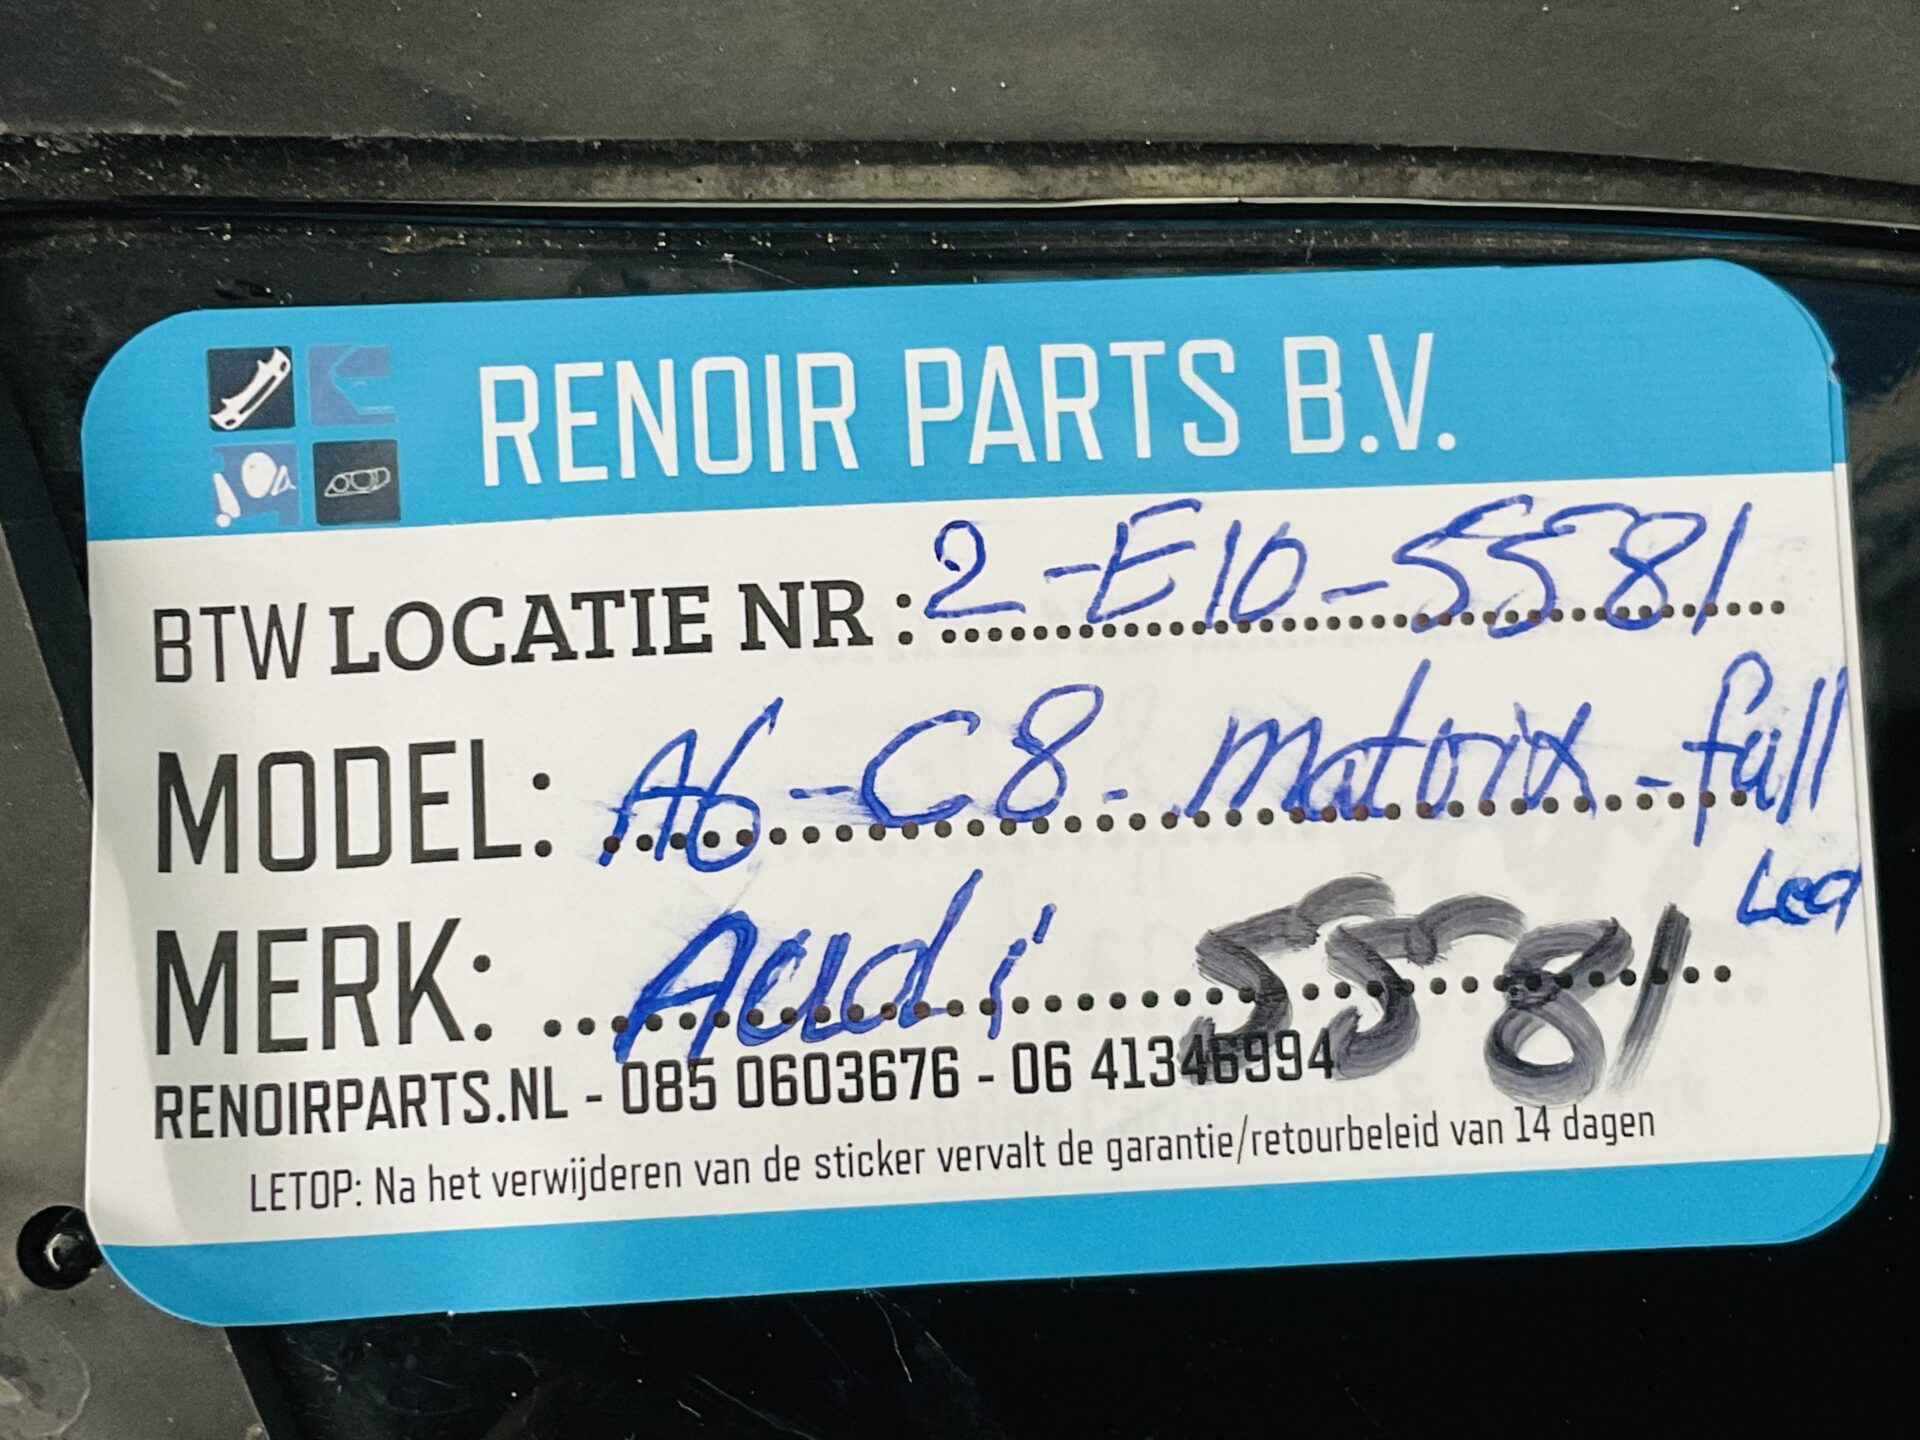 RENOIR PARTS B.V.
BTW LOCATIE NR : 2-E10-5581
MODEL: A6-C8-matrix-full
Led
MERK: Audi 5581
RENOIRPARTS.NL - 085 0603676 - 06 41346994
LETOP: Na het verwijderen van de sticker vervalt de garantie/retourbeleid van 14 dagen